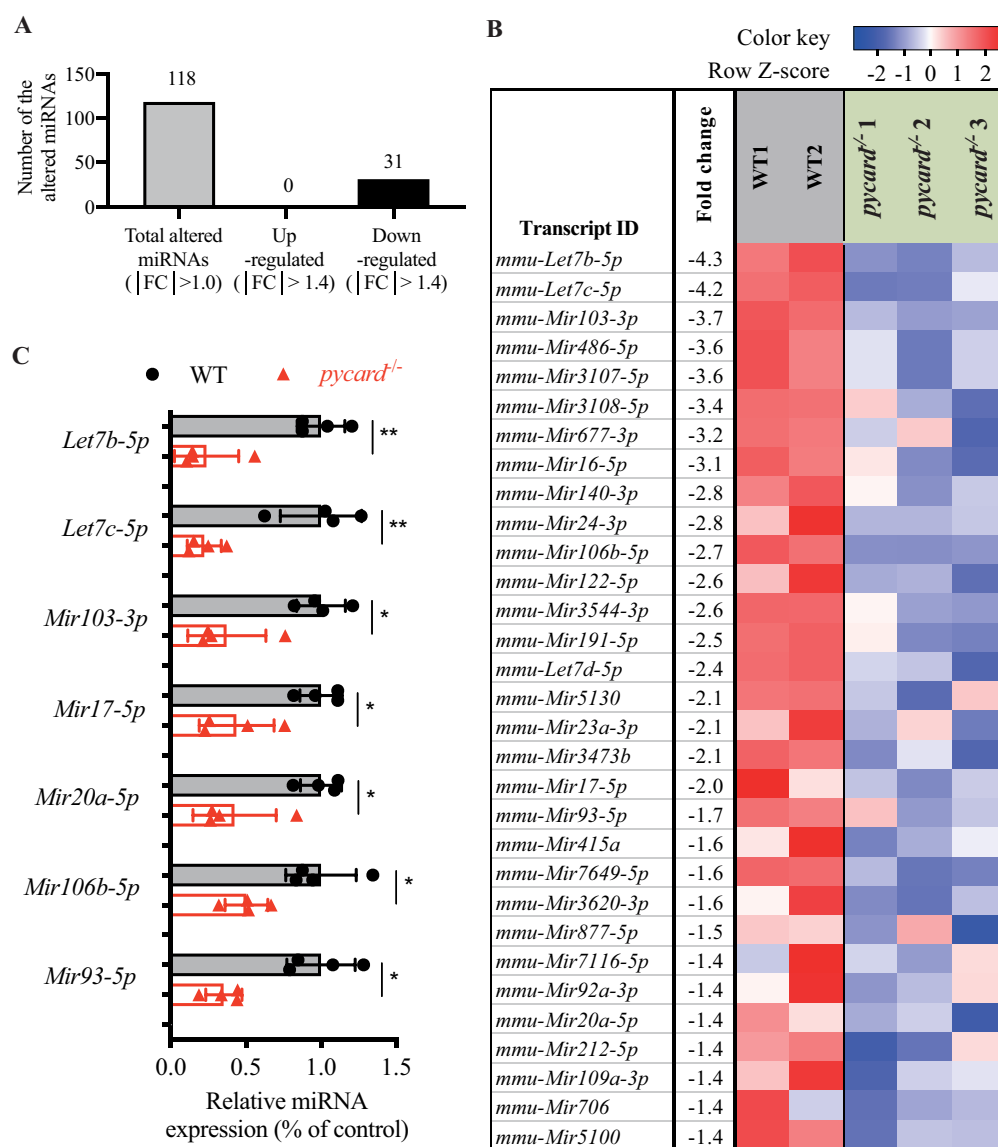 A
Number of the
altered miRNAs
150
100
50
0
118
0
31
Total altered
miRNAs
(|FC|>1.0)
Up
-regulated
(|FC|> 1.4)
Down
-regulated
(|FC|> 1.4)
B
Color key
Row Z-score
-2 -1 0 1 2
Transcript ID Fold change WT1 WT2 pycard-/- 1 pycard-/- 2 pycard-/- 3
mmu-Let7b-5p -4.3
mmu-Let7c-5p -4.2
mmu-Mir103-3p -3.7
mmu-Mir486-5p -3.6
mmu-Mir3107-5p -3.6
mmu-Mir3108-5p -3.4
mmu-Mir677-3p -3.2
mmu-Mir16-5p -3.1
mmu-Mir140-3p -2.8
mmu-Mir24-3p -2.8
mmu-Mir106b-5p -2.7
mmu-Mir122-5p -2.6
mmu-Mir3544-3p -2.6
mmu-Mir191-5p -2.5
mmu-Let7d-5p -2.4
mmu-Mir5130 -2.1
mmu-Mir23a-3p -2.1
mmu-Mir3473b -2.1
mmu-Mir17-5p -2.0
mmu-Mir93-5p -1.7
mmu-Mir415a -1.6
mmu-Mir7649-5p -1.6
mmu-Mir3620-3p -1.6
mmu-Mir877-5p -1.5
mmu-Mir7116-5p -1.4
mmu-Mir92a-3p -1.4
mmu-Mir20a-5p -1.4
mmu-Mir212-5p -1.4
mmu-Mir109a-3p -1.4
mmu-Mir706 -1.4
mmu-Mir5100 -1.4
C
WT pycard-/-
Let7b-5p **
Let7c-5p **
Mir103-3p *
Mir17-5p *
Mir20a-5p *
Mir106b-5p *
Mir93-5p *
0.0 0.5 1.0 1.5
Relative miRNA
expression (% of control)